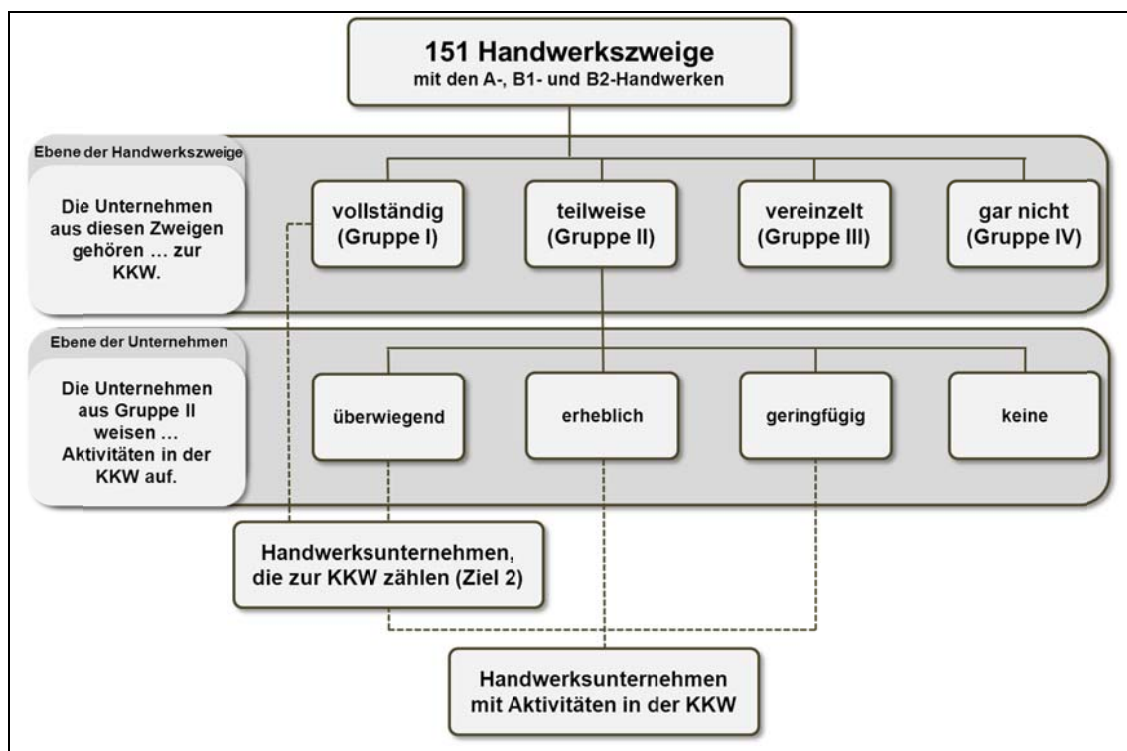 151 Handwerkszweige
mit den A-, B1- und B2-Handwerken
Ebene der Handwerkszweige
Die Unternehmen
aus diesen Zweigen
gehören ... zur
KKW.
vollständig
(Gruppe I)
teilweise
(Gruppe II)
vereinzelt
(Gruppe III)
gar nicht
(Gruppe IV)
Ebene der Unternehmen
Die Unternehmen
aus Gruppe II
weisen ...
Aktivitäten in der
KKW auf.
überwiegend
erheblich
geringfügig
keine
Handwerksunternehmen,
die zur KKW zählen (Ziel 2)
Handwerksunternehmen
mit Aktivitäten in der KKW